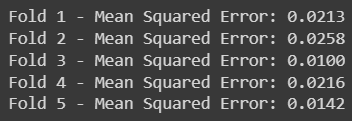 Fold 1 - Mean Squared Error: 0.0213
Fold 2 - Mean Squared Error: 0.0258
Fold 3 - Mean Squared Error: 0.0100
Fold 4 - Mean Squared Error: 0.0216
Fold 5 - Mean Squared Error: 0.0142